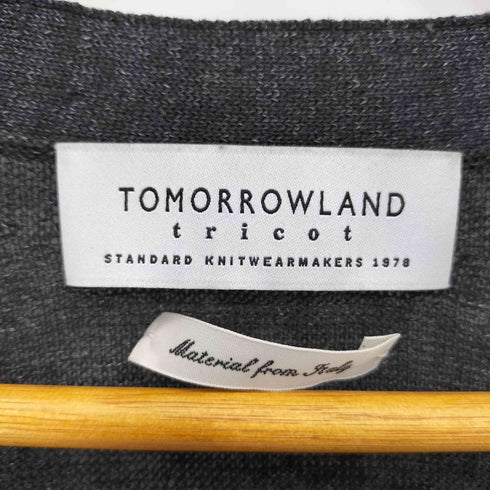 TOMORROWLAND
tricot
STANDARD KNITWEARMAKERS 1978
Material from Italy